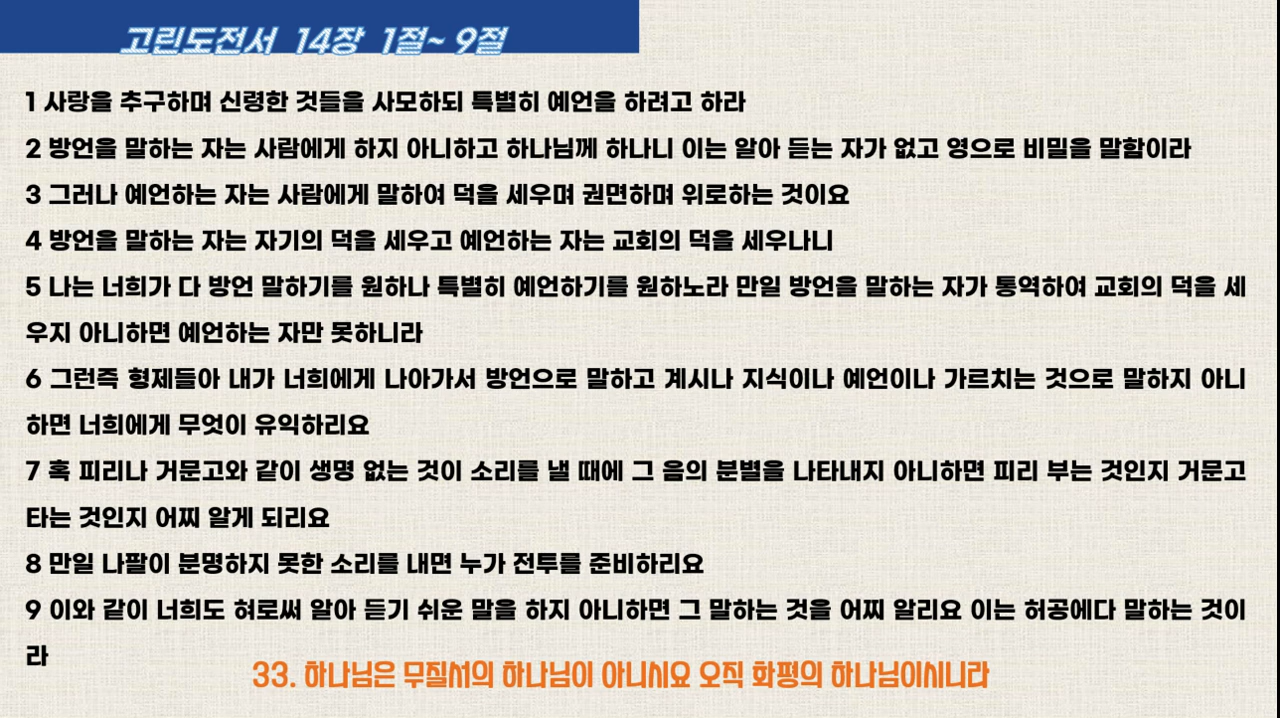 고린도전서 14장 1절~ 9절
1 사랑을 추구하며 신령한 것들을 사모하되 특별히 예언을 하려고 하라
2 방언을 말하는 자는 사람에게 하지 아니하고 하나님께 하나니 이는 알아 듣는 자가 없고 영으로 비밀을 말함이라
3 그러나 예언하는 자는 사람에게 말하여 덕을 세우며 권면하며 위로하는 것이요
4 방언을 말하는 자는 자기의 덕을 세우고 예언하는 자는 교회의 덕을 세우나니
5 나는 너희가 다 방언 말하기를 원하나 특별히 예언하기를 원하노라 만일 방언을 말하는 자가 통역하여 교회의 덕을 세
우지 아니하면 예언하는 자만 못하니라
6 그런즉 형제들아 내가 너희에게 나아가서 방언으로 말하고 계시나 지식이나 예언이나 가르치는 것으로 말하지 아니
하면 너희에게 무엇이 유익하리요
7 혹 피리나 거문고와 같이 생명 없는 것이 소리를 낼 때에 그 음의 분별을 나타내지 아니하면 피리 부는 것인지 거문고
타는 것인지 어찌 알게 되리요
8 만일 나팔이 분명하지 못한 소리를 내면 누가 전투를 준비하리요
9 이와 같이 너희도 혀로써 알아 듣기 쉬운 말을 하지 아니하면 그 말하는 것을 어찌 알리요 이는 허공에다 말하는 것이
라
33. 하나님은 무질서의 하나님이 아니시요 오직 화평의 하나님이시니라